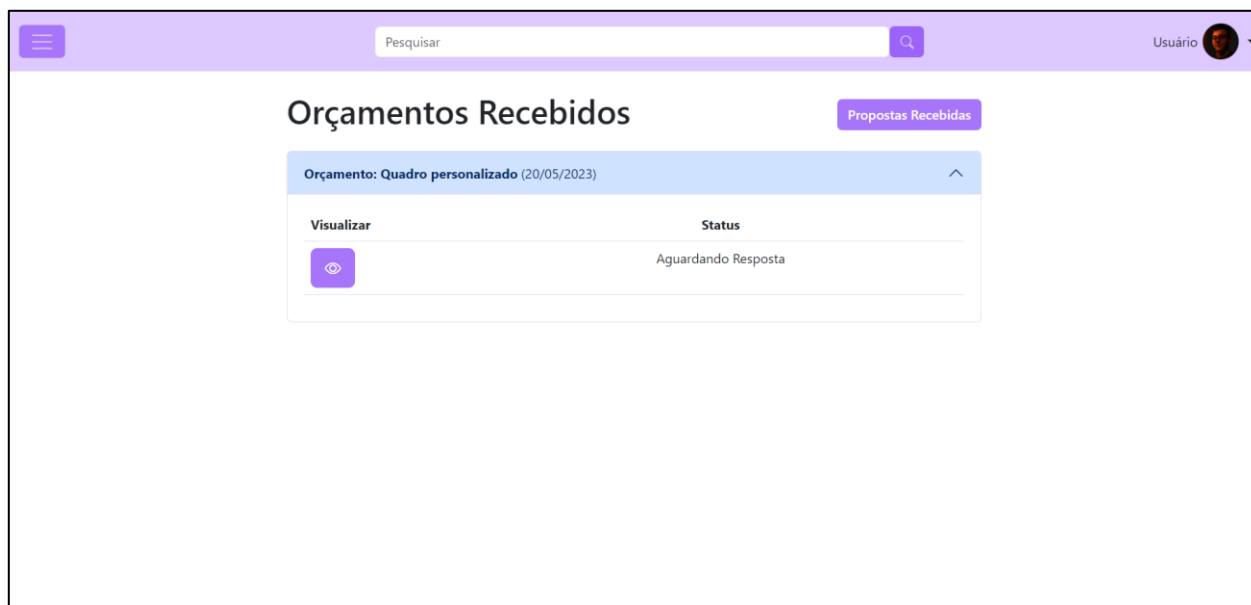 Pesquisar
Usuário
Orçamentos Recebidos
Propostas Recebidas
Orçamento: Quadro personalizado (20/05/2023)
Visualizar Status
Aguardando Resposta